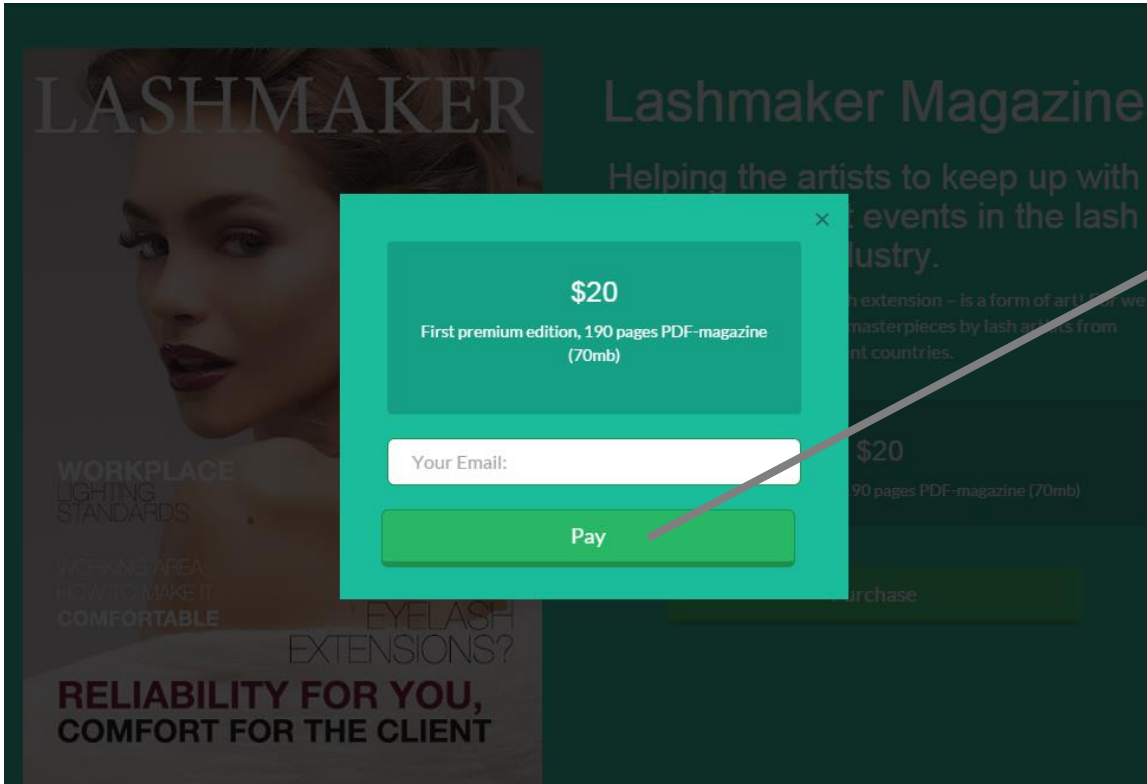 LASHMAKER
WORKPLACE
LIGHTING
STANDARDS
WORKING AREA:
HOW TO MAKE IT
COMFORTABLE
EYELASH
EXTENSIONS?
RELIABILITY FOR YOU,
COMFORT FOR THE CLIENT
Lashmaker Magazine
Helping the artists to keep up with
events in the lash
extension – is a form of art! For we
masterpieces by lash artists from
countries.
$20
190 pages PDF-magazine (70mb)
×
$20
First premium edition, 190 pages PDF-magazine
(70mb)
Your Email:
Pay